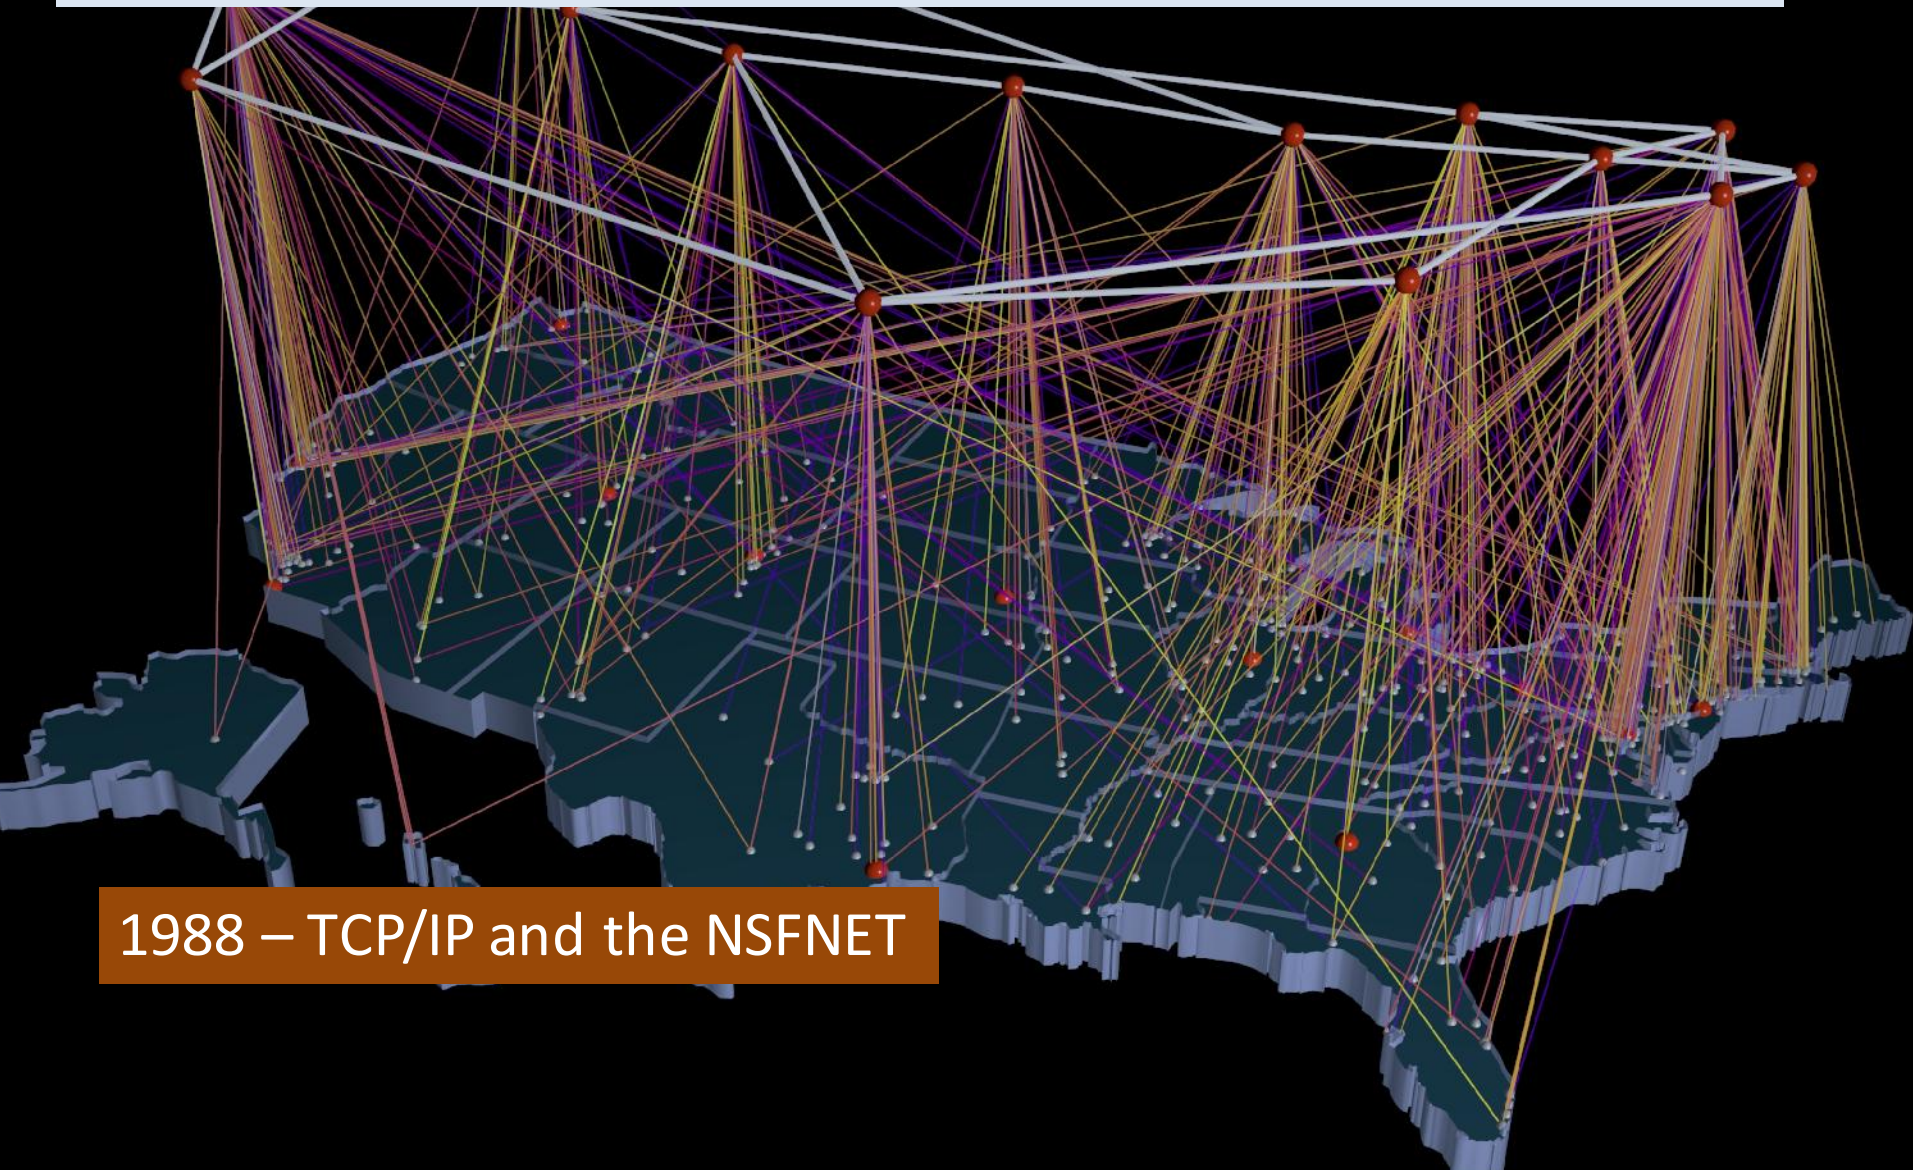 1988 – TCP/IP and the NSFNET